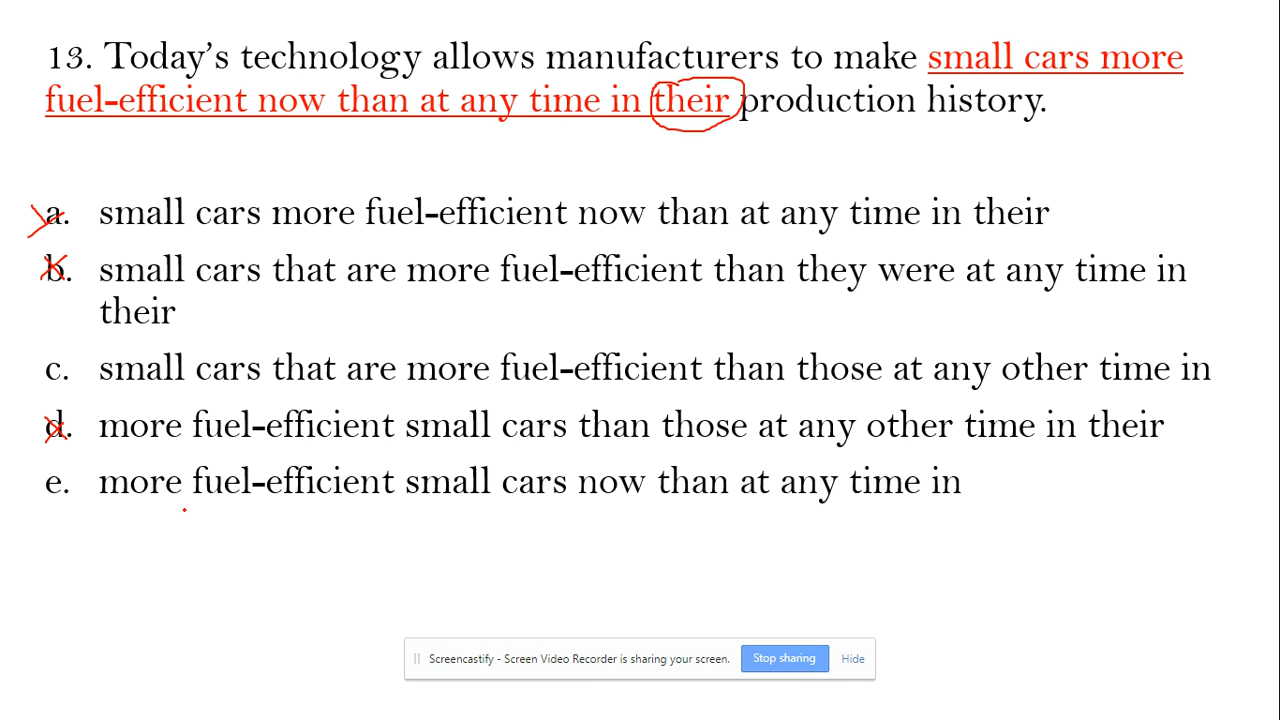 13. Today's technology allows manufacturers to make small cars more
fuel-efficient now than at any time in their production history.
a. small cars more fuel-efficient now than at any time in their
b. small cars that are more fuel-efficient than they were at any time in
their
c. small cars that are more fuel-efficient than those at any other time in
d. more fuel-efficient small cars than those at any other time in their
e. more fuel-efficient small cars now than at any time in
Screencastify - Screen Video Recorder is sharing your screen. Stop sharing Hide